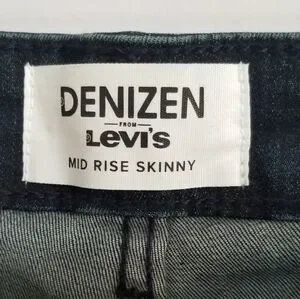 DENIZEN
FROM
Levi's
MID RISE SKINNY